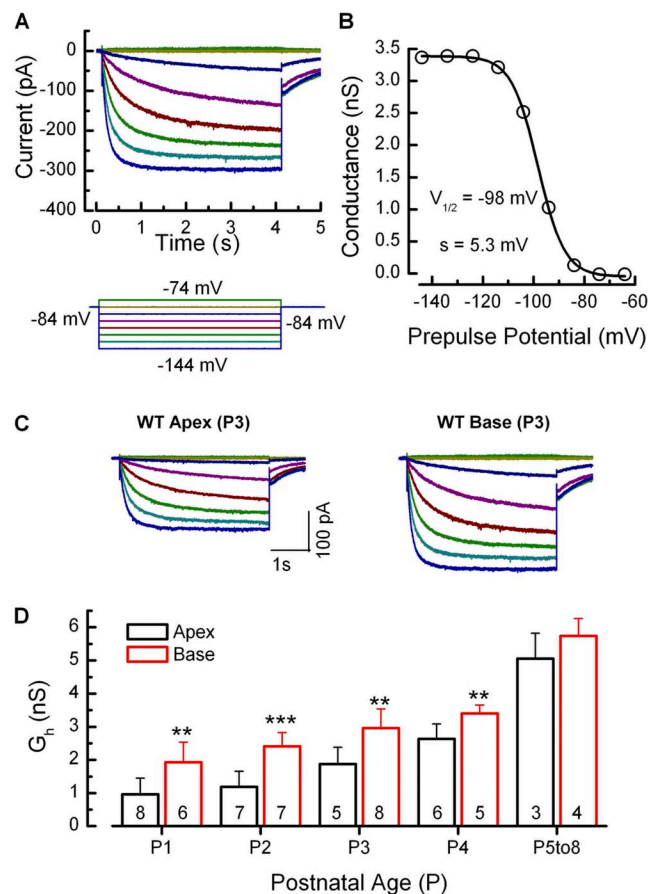 A
Current (pA)
0
-100
-200
-300
-400
0 1 2 3 4 5
Time (s)
-74 mV
-84 mV
-84 mV
-144 mV
B
Conductance (nS)
3.5
3.0
2.5
2.0
1.5
1.0
0.5
0.0
V1/2 = -98 mV
s = 5.3 mV
-140 -120 -100 -80 -60
Prepulse Potential (mV)
C
WT Apex (P3)
WT Base (P3)
100 pA
1s
D
Gh (nS)
6
5
4
3
2
1
0
Apex
Base
** *** ** **
8 6 7 7 5 8 6 5 3 4
P1 P2 P3 P4 P5to8
Postnatal Age (P)